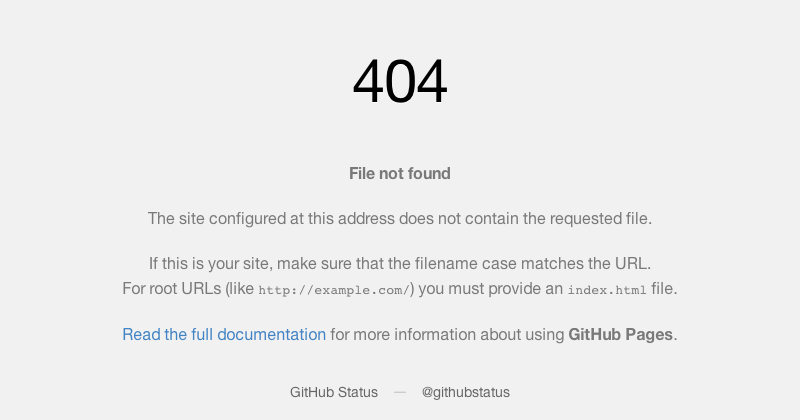 404
File not found
The site configured at this address does not contain the requested file.
If this is your site, make sure that the filename case matches the URL.
For root URLs (like http://example.com/) you must provide an index.html file.
Read the full documentation for more information about using GitHub Pages.
GitHub Status — @githubstatus